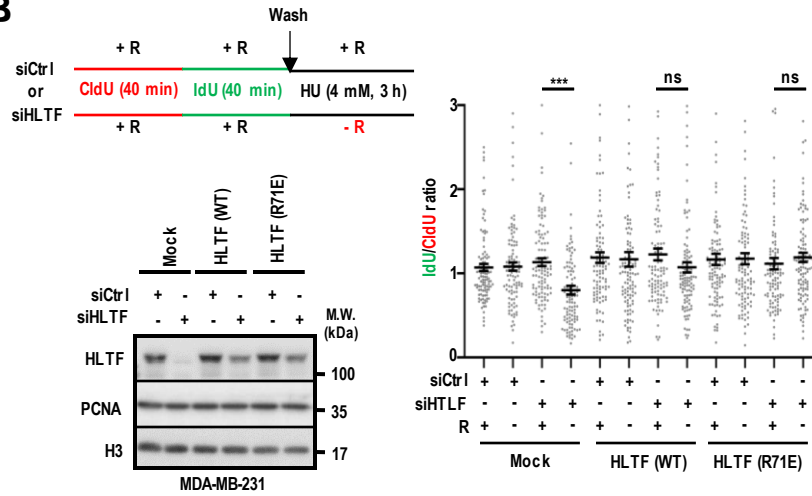 B
Wash
+ R + R + R
siCtrl
or
siHLTF
CldU (40 min) IdU (40 min) HU (4 mM, 3 h)
+ R + R - R
Mock HLTF (WT) HLTF (R71E)
siCtrl + - + - + -
siHLTF - + - + - +
M.W.
(kDa)
HLTF
100
PCNA
35
H3
17
MDA-MB-231
*** ns ns
IdU/CldU ratio
3
2
1
0
siCtrl + + - - + + - - + + - -
siHTLF - - + + - - + + - - + +
R + - + - + - + - + - + -
Mock HLTF (WT) HLTF (R71E)